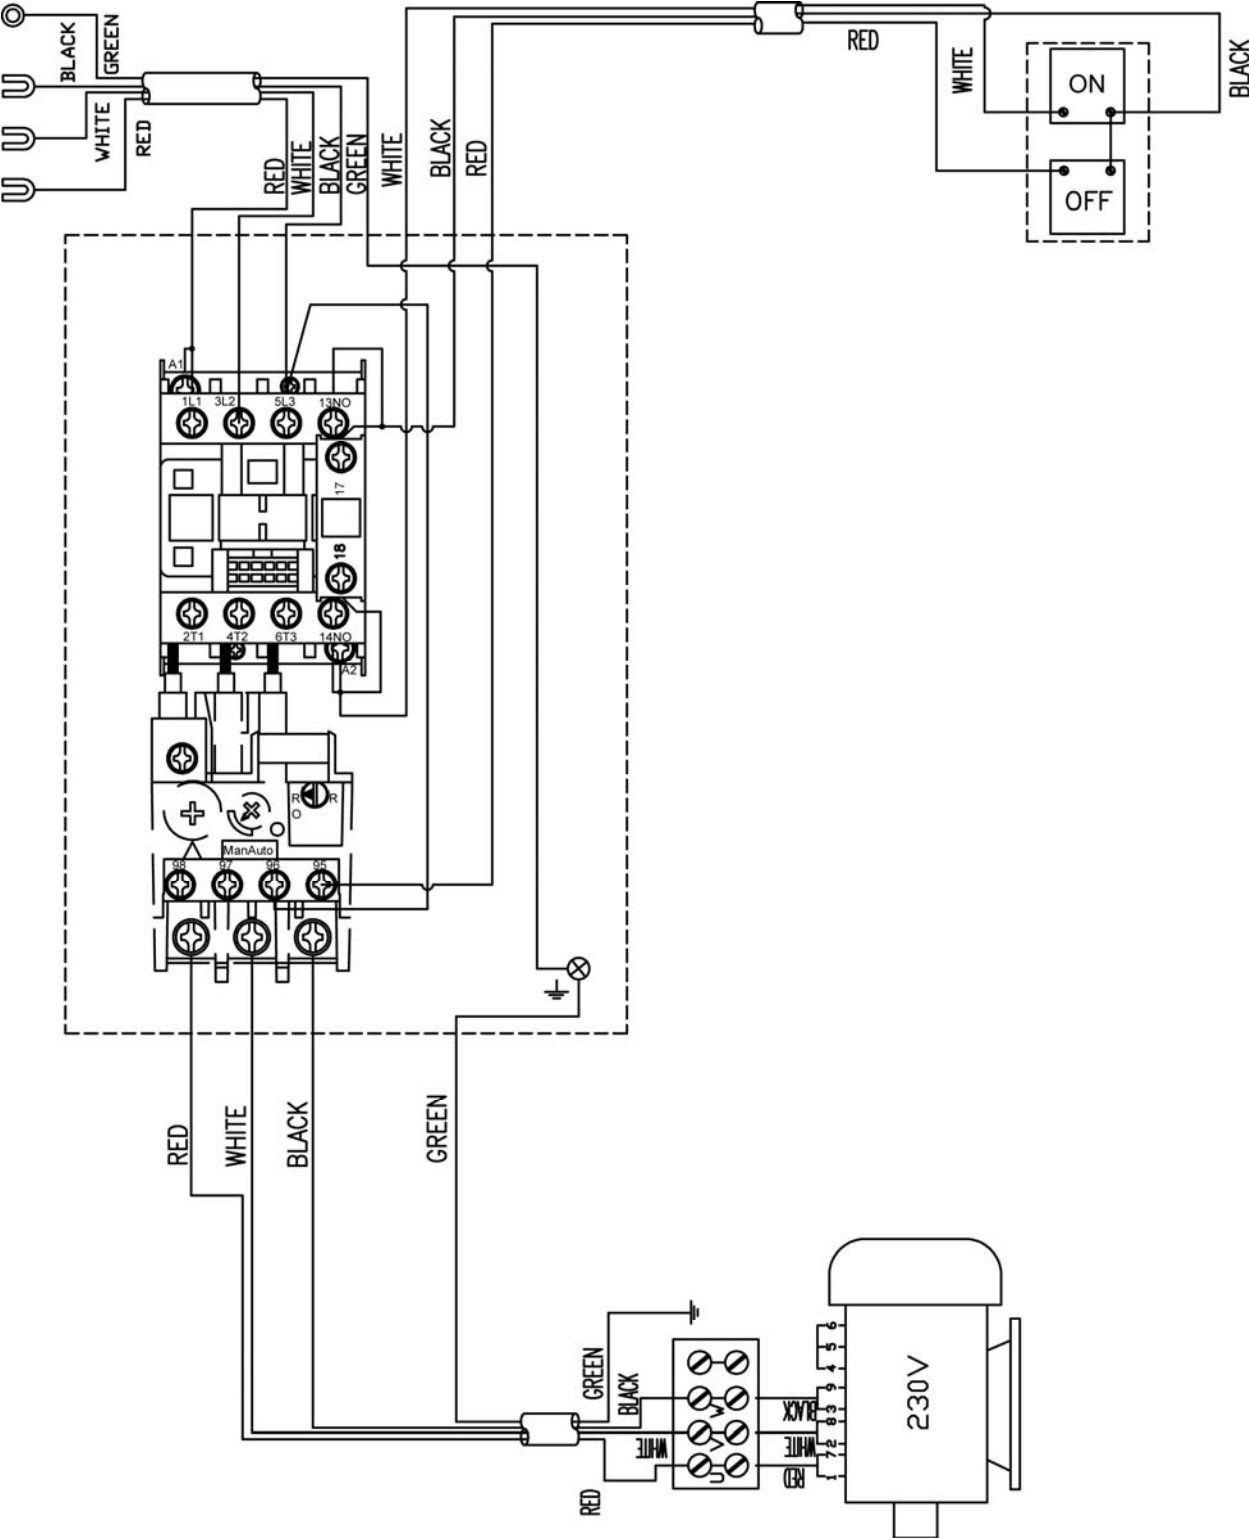 BLACK
GREEN
WHITE
RED
RED
WHITE
BLACK
GREEN
WHITE
BLACK
RED
RED
WHITE
BLACK
ON
OFF
A1
1L1
3L2
5L3
13NO
17
18
2T1
4T2
6T3
14NO
A2
R
R
O
ManAuto
98
97
96
95
RED
WHITE
BLACK
GREEN
GREEN
BLACK
WHITE
RED
W
V
U
BLACK
WHITE
RED
6
5
4
9
3
8
2
7
1
230V